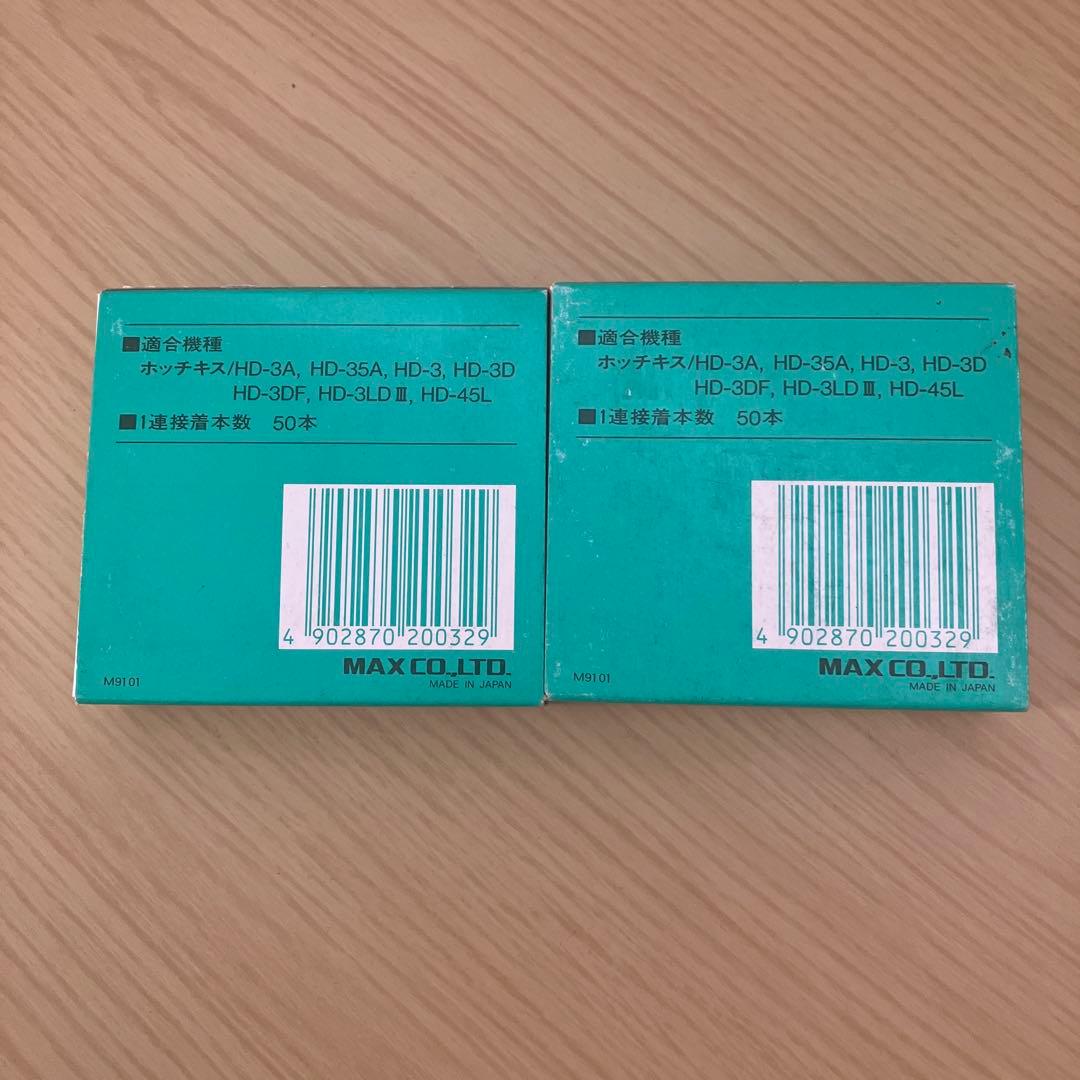 ■適合機種
ホッチキス/HD-3A, HD-35A, HD-3, HD-3D
HD-3DF, HD-3LDⅢ, HD-45L
■1連接着本数 50本
4 902870 200329
MAX CO.,LTD.
MADE IN JAPAN
M9101
■適合機種
ホッチキス/HD-3A, HD-35A, HD-3, HD-3D
HD-3DF, HD-3LDⅢ, HD-45L
■1連接着本数 50本
4 902870 200329
MAX CO.,LTD.
MADE IN JAPAN
M9101